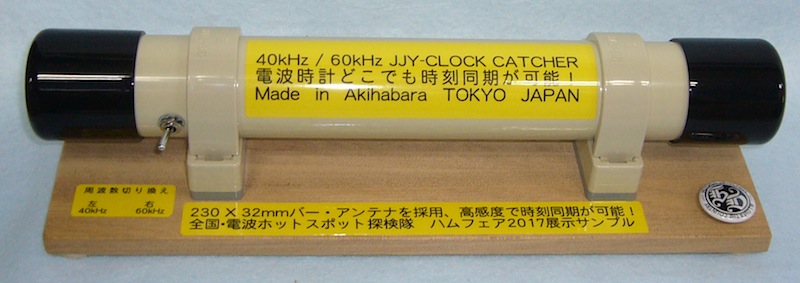 40kHz / 60kHz JJY-CLOCK CATCHER
電波時計どこでも時刻同期が可能！
Made in Akihabara TOKYO JAPAN
周波数切り換え
左 右
40kHz 60kHz
230 X 32mmバー・アンテナを採用、高感度で時刻同期が可能！
全国･電波ホットスポット探検隊 ハムフェア2017展示サンプル